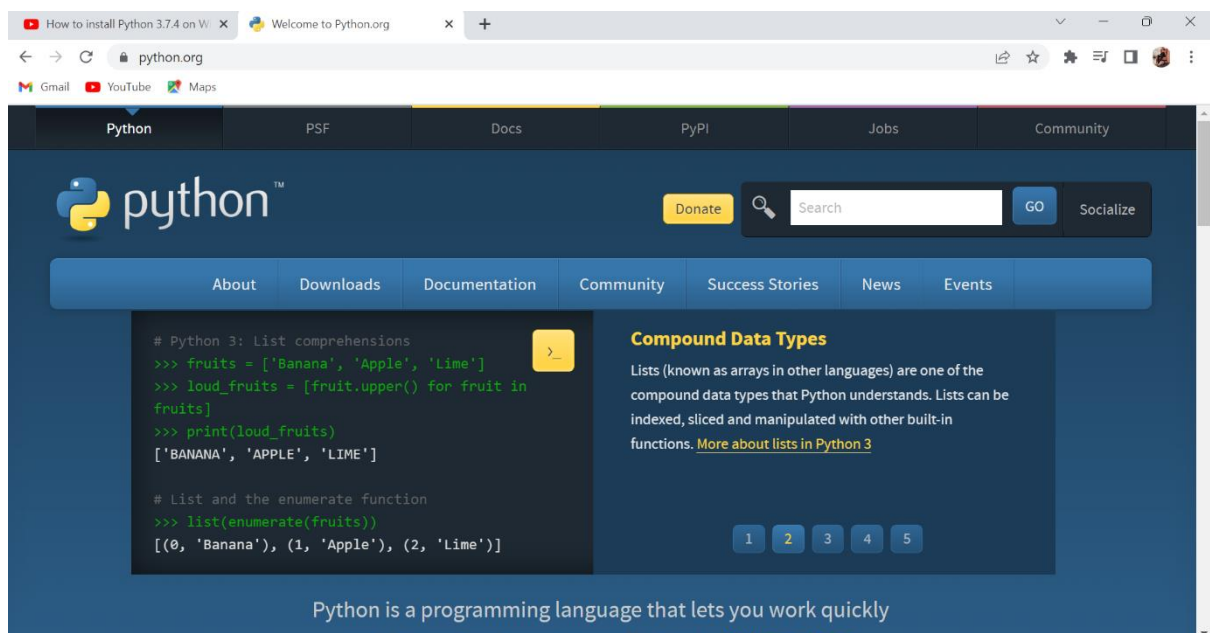 How to install Python 3.7.4 on W
Welcome to Python.org
python.org
Gmail YouTube Maps
Python PSF Docs PyPI Jobs Community
python™
Donate Search GO Socialize
About Downloads Documentation Community Success Stories News Events
# Python 3: List comprehensions
>>> fruits = ['Banana', 'Apple', 'Lime']
>>> loud_fruits = [fruit.upper() for fruit in
fruits]
>>> print(loud_fruits)
['BANANA', 'APPLE', 'LIME']
# List and the enumerate function
>>> list(enumerate(fruits))
[(0, 'Banana'), (1, 'Apple'), (2, 'Lime')]
>_
Compound Data Types
Lists (known as arrays in other languages) are one of the
compound data types that Python understands. Lists can be
indexed, sliced and manipulated with other built-in
functions. More about lists in Python 3
1 2 3 4 5
Python is a programming language that lets you work quickly